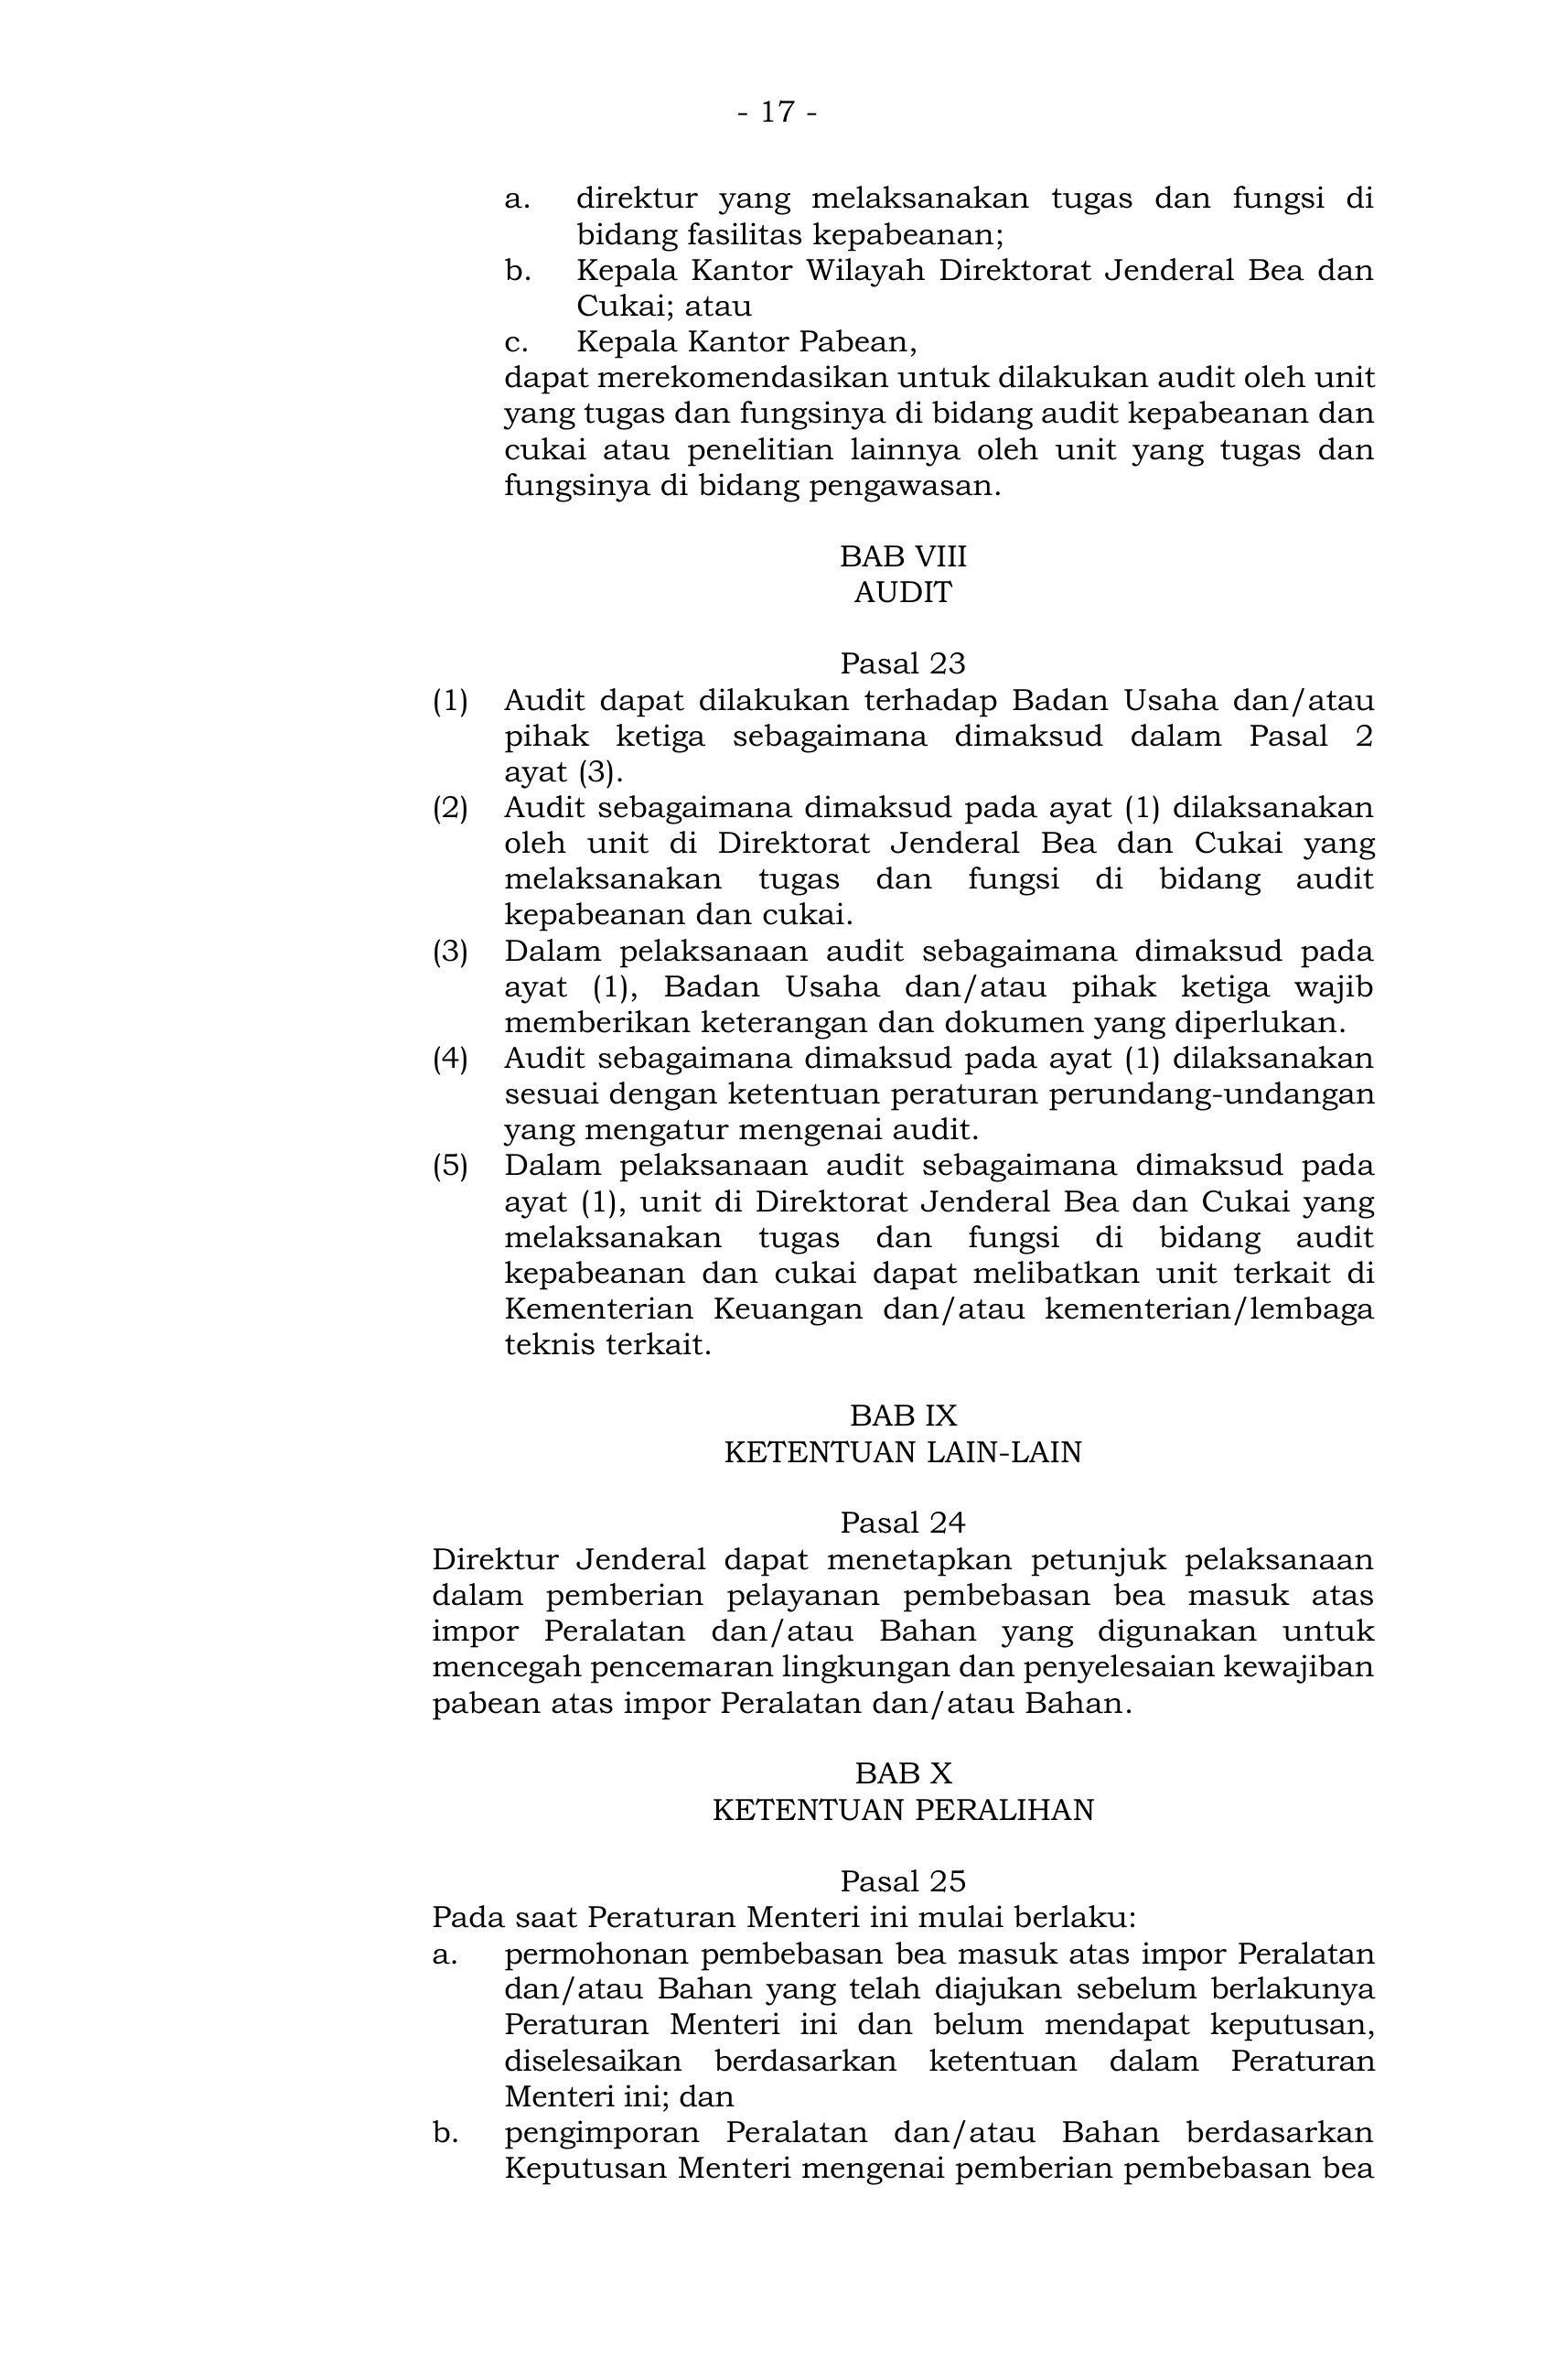 - 17 -
a. direktur yang melaksanakan tugas dan fungsi di
bidang fasilitas kepabeanan;
b. Kepala Kantor Wilayah Direktorat Jenderal Bea dan
Cukai; atau
c. Kepala Kantor Pabean,
dapat merekomendasikan untuk dilakukan audit oleh unit
yang tugas dan fungsinya di bidang audit kepabeanan dan
cukai atau penelitian lainnya oleh unit yang tugas dan
fungsinya di bidang pengawasan.
BAB VIII
AUDIT
Pasal 23
(1) Audit dapat dilakukan terhadap Badan Usaha dan/atau
pihak ketiga sebagaimana dimaksud dalam Pasal 2
ayat (3).
(2) Audit sebagaimana dimaksud pada ayat (1) dilaksanakan
oleh unit di Direktorat Jenderal Bea dan Cukai yang
melaksanakan tugas dan fungsi di bidang audit
kepabeanan dan cukai.
(3) Dalam pelaksanaan audit sebagaimana dimaksud pada
ayat (1), Badan Usaha dan/atau pihak ketiga wajib
memberikan keterangan dan dokumen yang diperlukan.
(4) Audit sebagaimana dimaksud pada ayat (1) dilaksanakan
sesuai dengan ketentuan peraturan perundang-undangan
yang mengatur mengenai audit.
(5) Dalam pelaksanaan audit sebagaimana dimaksud pada
ayat (1), unit di Direktorat Jenderal Bea dan Cukai yang
melaksanakan tugas dan fungsi di bidang audit
kepabeanan dan cukai dapat melibatkan unit terkait di
Kementerian Keuangan dan/atau kementerian/lembaga
teknis terkait.
BAB IX
KETENTUAN LAIN-LAIN
Pasal 24
Direktur Jenderal dapat menetapkan petunjuk pelaksanaan
dalam pemberian pelayanan pembebasan bea masuk atas
impor Peralatan dan/atau Bahan yang digunakan untuk
mencegah pencemaran lingkungan dan penyelesaian kewajiban
pabean atas impor Peralatan dan/atau Bahan.
BAB X
KETENTUAN PERALIHAN
Pasal 25
Pada saat Peraturan Menteri ini mulai berlaku:
a. permohonan pembebasan bea masuk atas impor Peralatan
dan/atau Bahan yang telah diajukan sebelum berlakunya
Peraturan Menteri ini dan belum mendapat keputusan,
diselesaikan berdasarkan ketentuan dalam Peraturan
Menteri ini; dan
b. pengimporan Peralatan dan/atau Bahan berdasarkan
Keputusan Menteri mengenai pemberian pembebasan bea